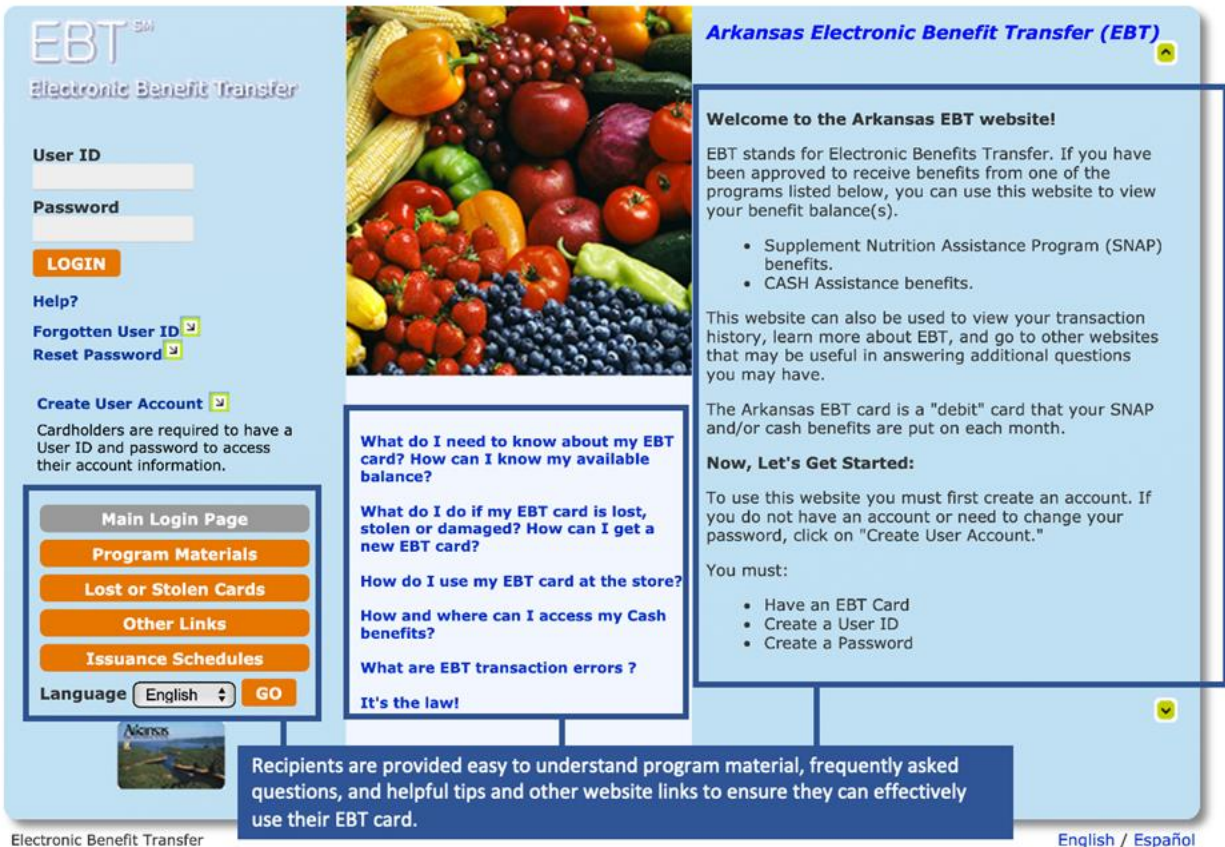 EBT SM
Electronic Benefit Transfer
User ID
Password
LOGIN
Help?
Forgotten User ID
Reset Password
Create User Account
Cardholders are required to have a
User ID and password to access
their account information.
Main Login Page
Program Materials
Lost or Stolen Cards
Other Links
Issuance Schedules
Language English GO
Arkansas
What do I need to know about my EBT
card? How can I know my available
balance?
What do I do if my EBT card is lost,
stolen or damaged? How can I get a
new EBT card?
How do I use my EBT card at the store?
How and where can I access my Cash
benefits?
What are EBT transaction errors ?
It's the law!
Arkansas Electronic Benefit Transfer (EBT)
Welcome to the Arkansas EBT website!
EBT stands for Electronic Benefits Transfer. If you have
been approved to receive benefits from one of the
programs listed below, you can use this website to view
your benefit balance(s).
• Supplement Nutrition Assistance Program (SNAP)
benefits.
• CASH Assistance benefits.
This website can also be used to view your transaction
history, learn more about EBT, and go to other websites
that may be useful in answering additional questions
you may have.
The Arkansas EBT card is a "debit" card that your SNAP
and/or cash benefits are put on each month.
Now, Let's Get Started:
To use this website you must first create an account. If
you do not have an account or need to change your
password, click on "Create User Account."
You must:
• Have an EBT Card
• Create a User ID
• Create a Password
Recipients are provided easy to understand program material, frequently asked
questions, and helpful tips and other website links to ensure they can effectively
use their EBT card.
Electronic Benefit Transfer
English / Español